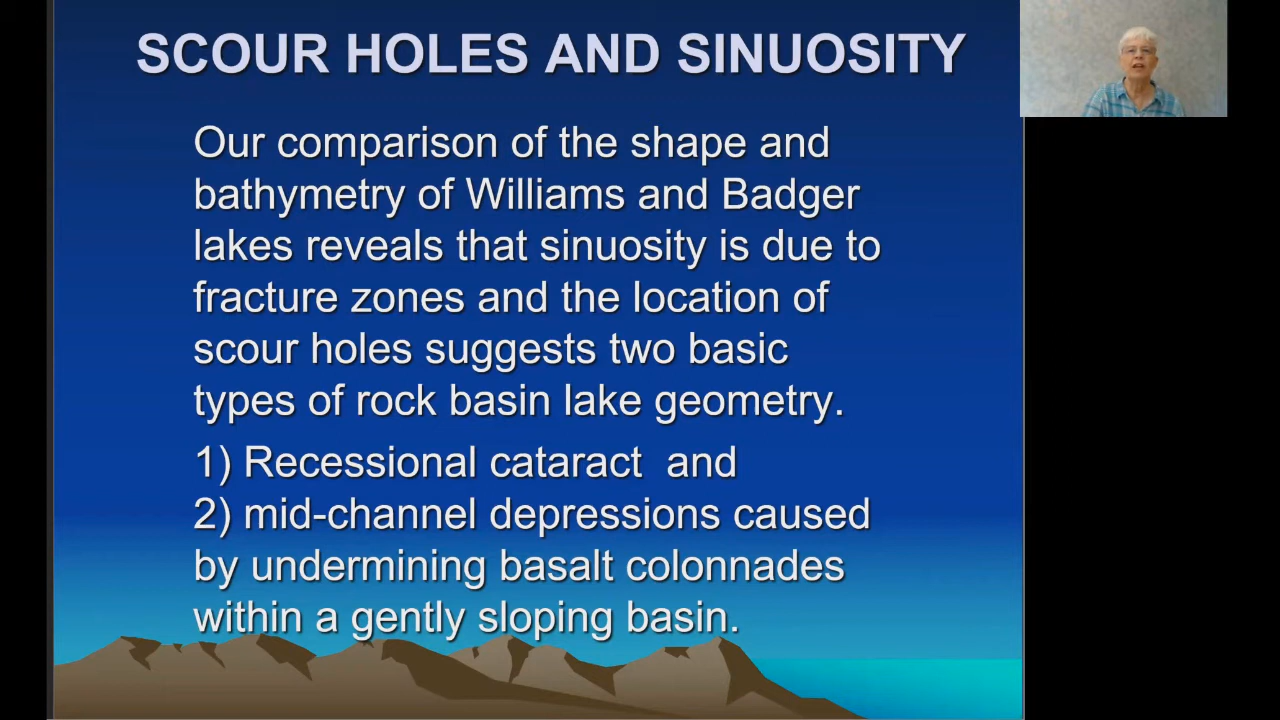 SCOUR HOLES AND SINUOSITY
Our comparison of the shape and
bathymetry of Williams and Badger
lakes reveals that sinuosity is due to
fracture zones and the location of
scour holes suggests two basic
types of rock basin lake geometry.
1) Recessional cataract  and
2) mid-channel depressions caused
by undermining basalt colonnades
within a gently sloping basin.